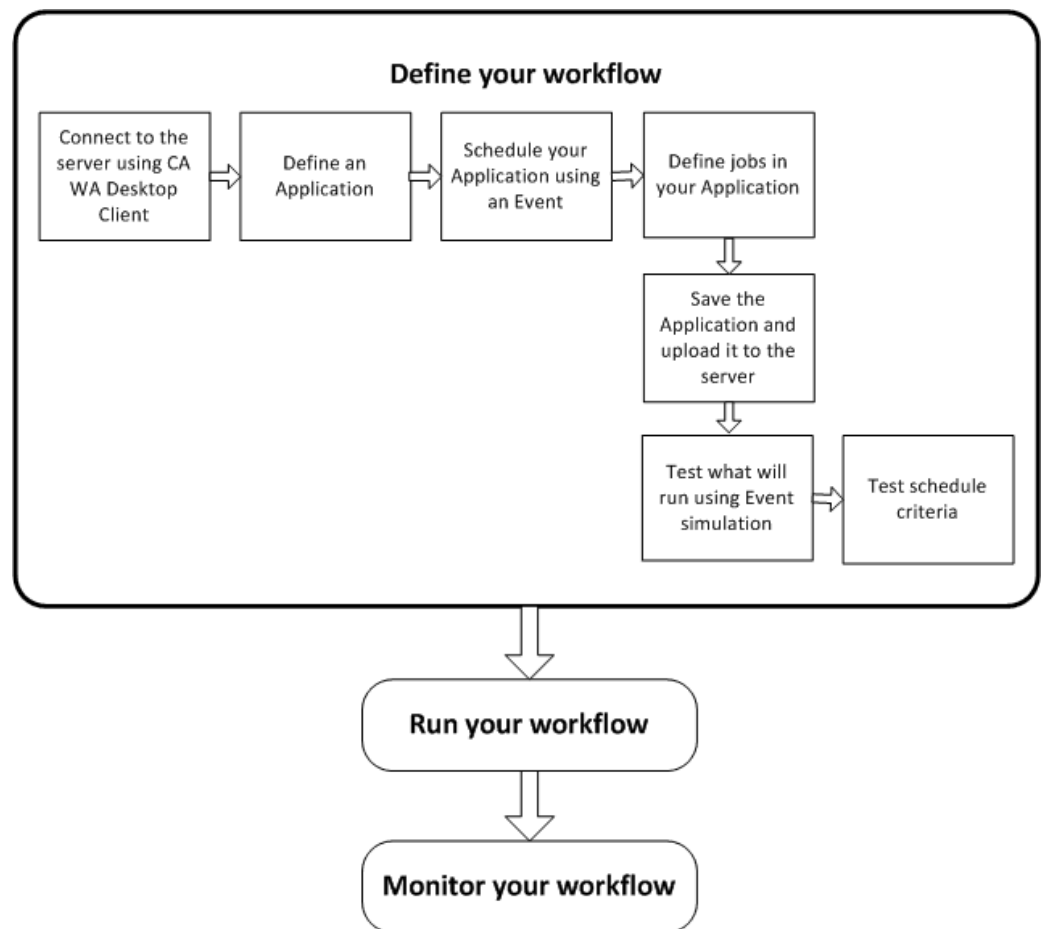 Define your workflow
Connect to the
server using CA
WA Desktop
Client
Define an
Application
Schedule your
Application using
an Event
Define jobs in
your Application
Save the
Application and
upload it to the
server
Test what will
run using Event
simulation
Test schedule
criteria
Run your workflow
Monitor your workflow